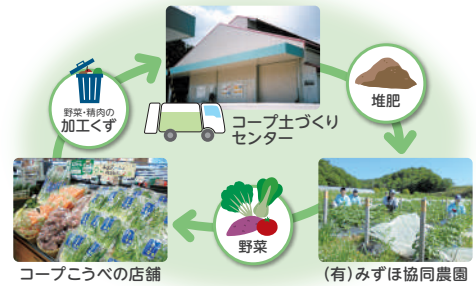 野菜・精肉の
加工くず
コープ土づくり
センター
堆肥
野菜
コープこうべの店舗
(有)みずほ協同農園